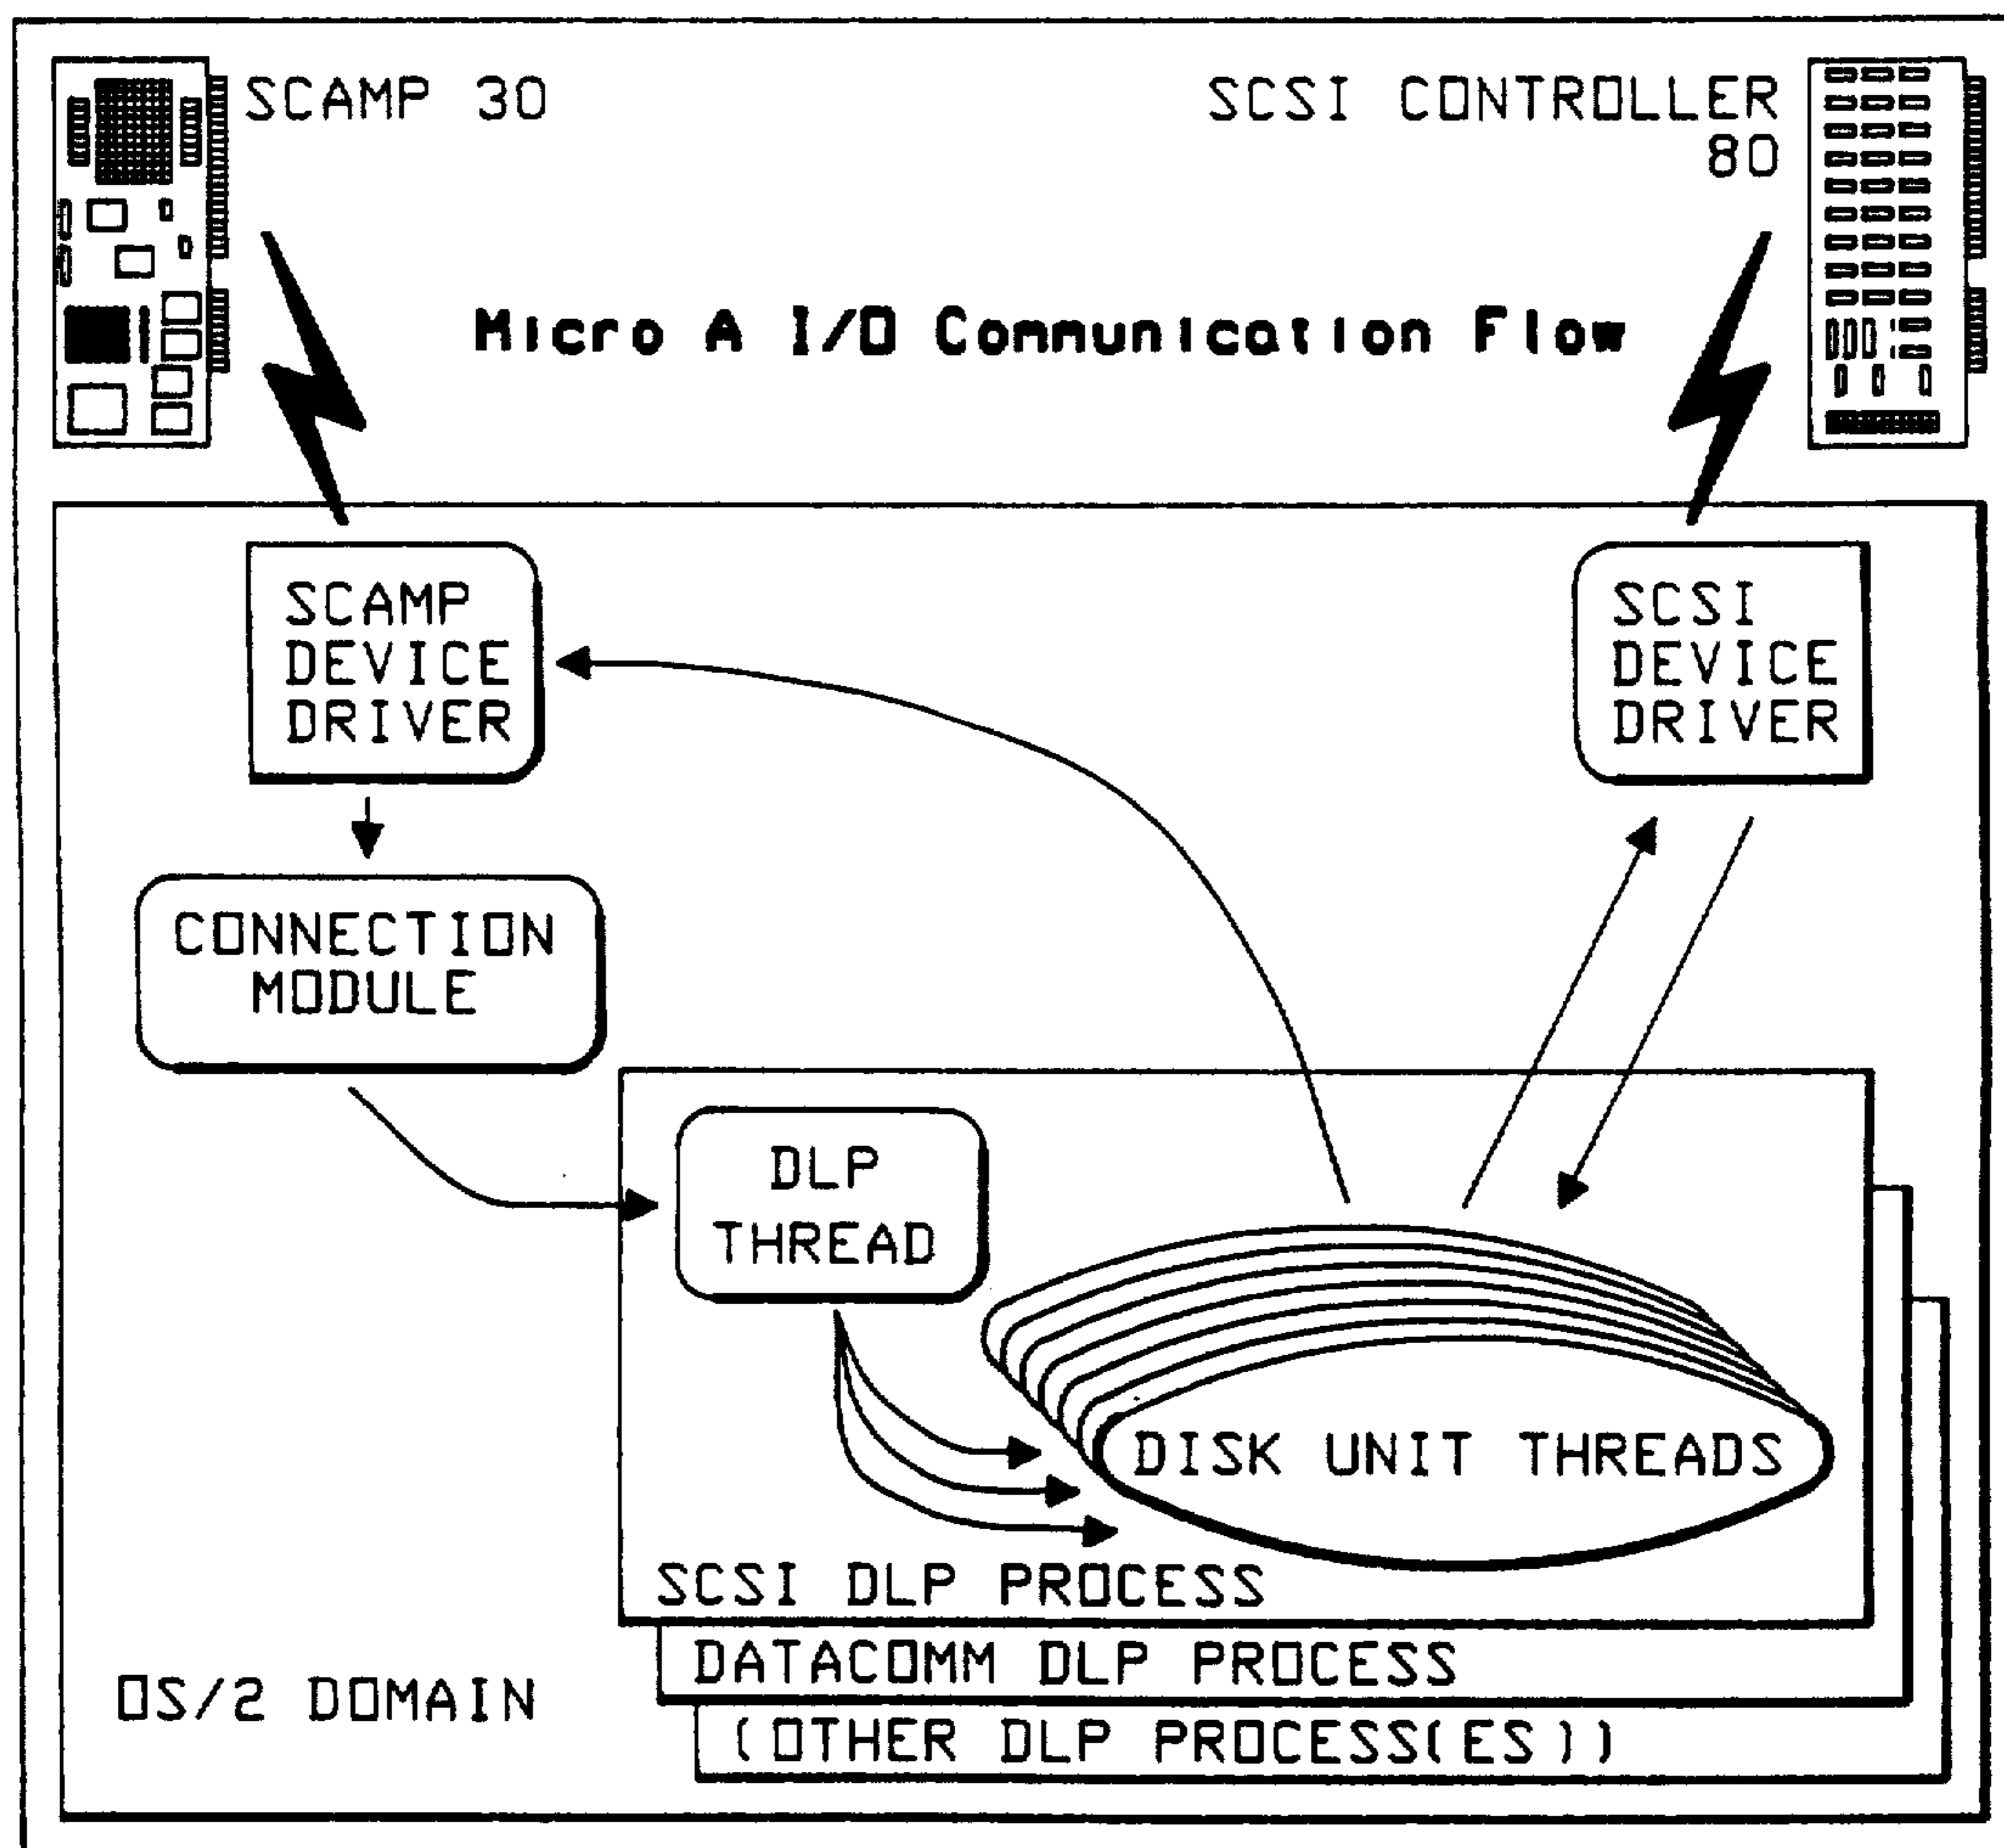 SCAMP 30
SCSI CONTROLLER
80
Micro A I/O Communication Flow
SCAMP
DEVICE
DRIVER
SCSI
DEVICE
DRIVER
CONNECTION
MODULE
DLP
THREAD
DISK UNIT THREADS
SCSI DLP PROCESS
DATACOMM DLP PROCESS
(OTHER DLP PROCESS(ES))
OS/2 DOMAIN